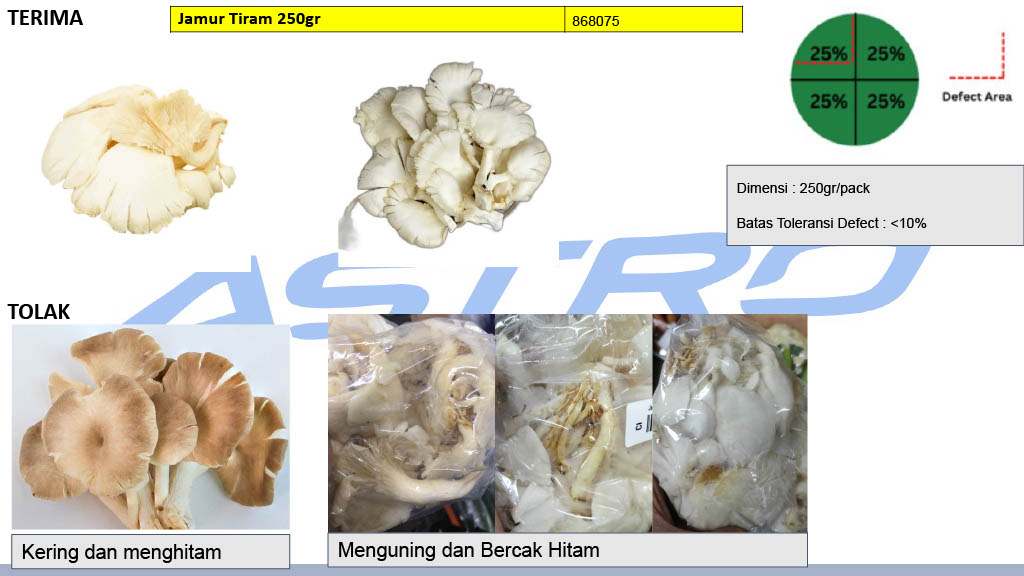 TERIMA
Jamur Tiram 250gr
868075
25% 25%
25% 25%
Defect Area
Dimensi : 250gr/pack
Batas Toleransi Defect : <10%
ASTRO
TOLAK
Kering dan menghitam
Menguning dan Bercak Hitam